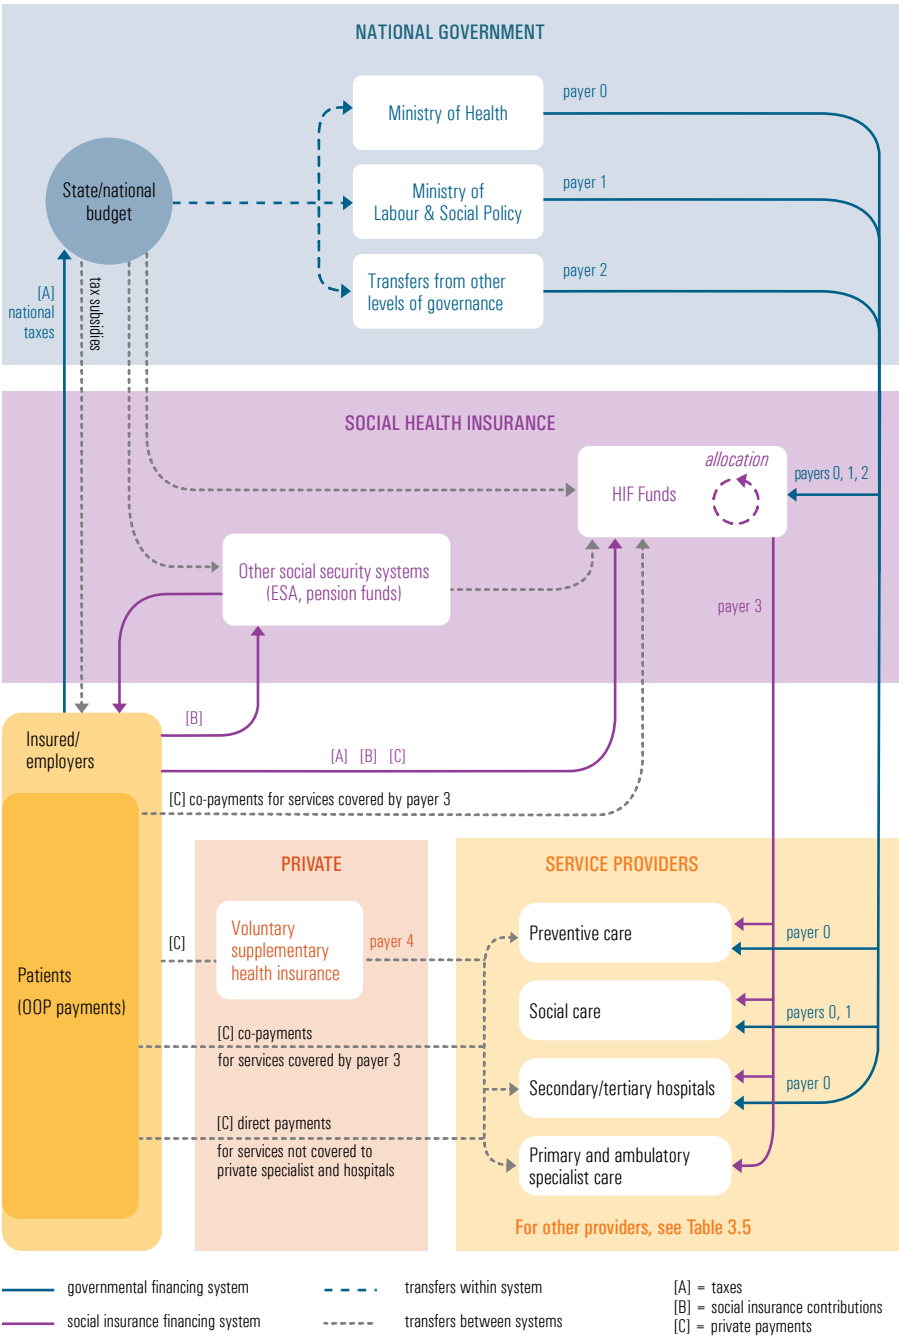 NATIONAL GOVERNMENT
Ministry of Health
payer 0
State/national
budget
Ministry of
Labour & Social Policy
payer 1
Transfers from other
levels of governance
payer 2
[A]
national
taxes
tax subsidies
SOCIAL HEALTH INSURANCE
HIF Funds
allocation
payers 0, 1, 2
Other social security systems
(ESA, pension funds)
payer 3
Insured/
employers
[B]
[A] [B] [C]
[C] co-payments for services covered by payer 3
Patients
(OOP payments)
PRIVATE
[C]
Voluntary
supplementary
health insurance
payer 4
[C] co-payments
for services covered by payer 3
[C] direct payments
for services not covered to
private specialist and hospitals
SERVICE PROVIDERS
Preventive care
payer 0
Social care
payers 0, 1
Secondary/tertiary hospitals
payer 0
Primary and ambulatory
specialist care
For other providers, see Table 3.5
governmental financing system
social insurance financing system
transfers within system
transfers between systems
[A] = taxes
[B] = social insurance contributions
[C] = private payments